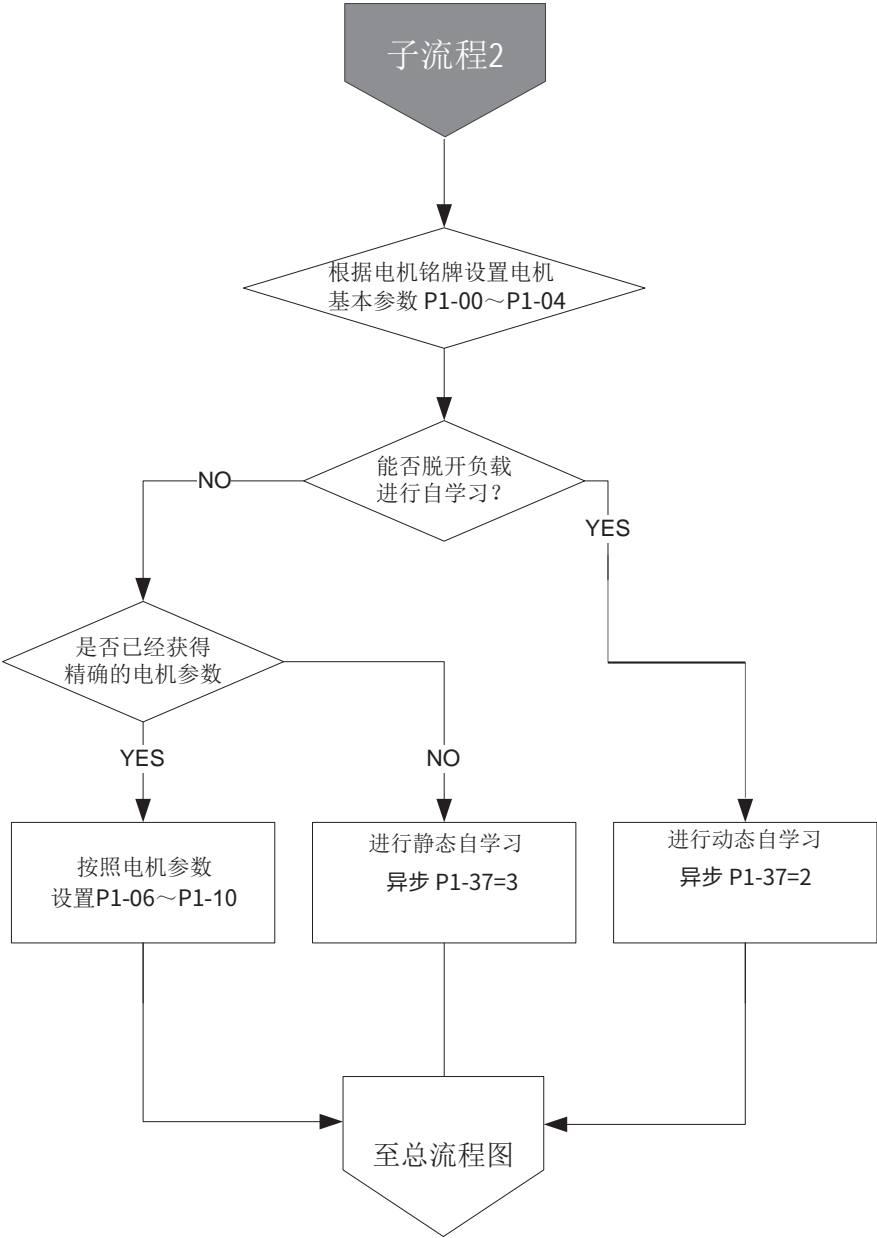 子流程2
根据电机铭牌设置电机
基本参数 P1-00～P1-04
能否脱开负载
进行自学习？
NO
YES
是否已经获得
精确的电机参数
YES
NO
按照电机参数
设置P1-06～P1-10
进行静态自学习
异步 P1-37=3
进行动态自学习
异步 P1-37=2
至总流程图